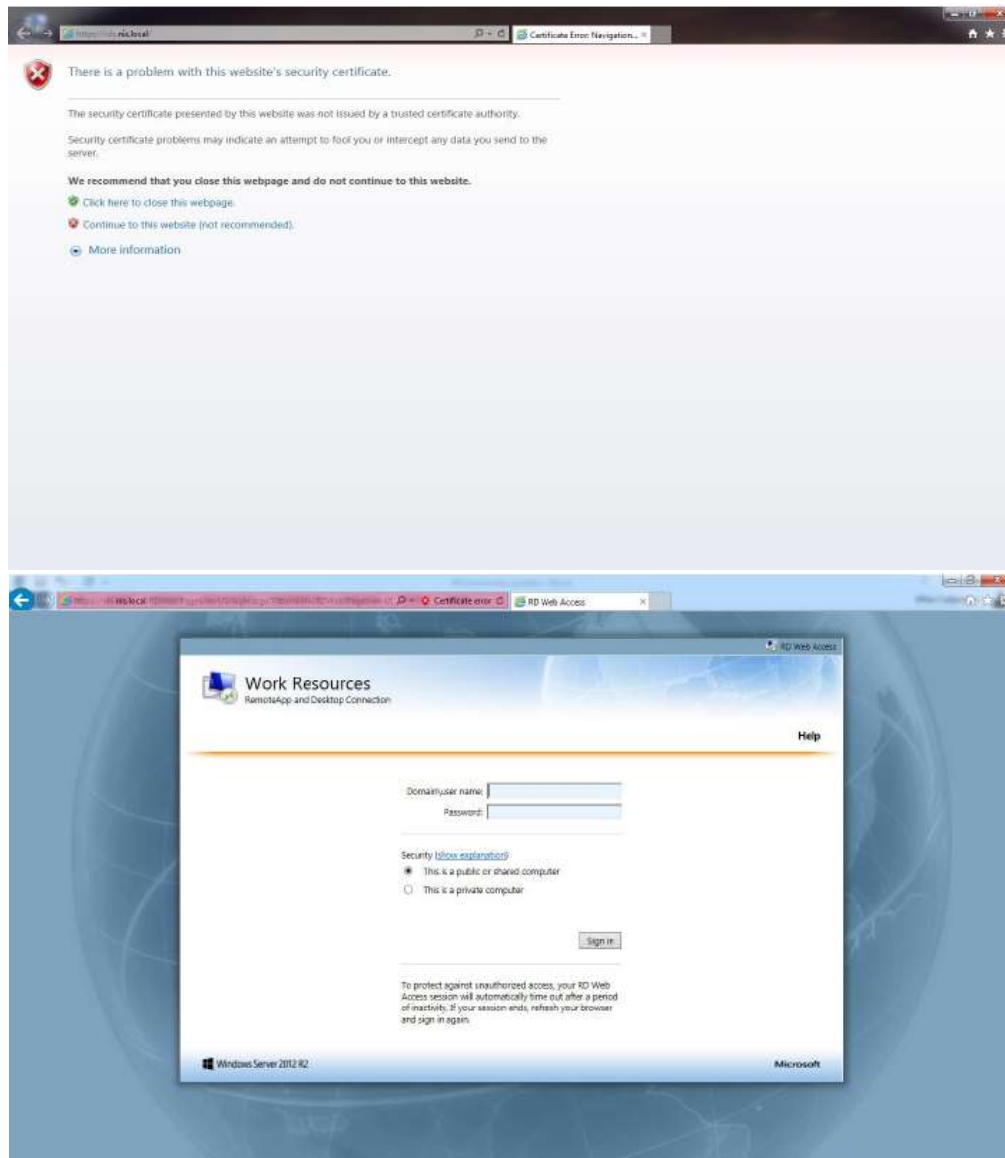 nis.local/
Certificate Error: Navigation...
There is a problem with this website's security certificate.
The security certificate presented by this website was not issued by a trusted certificate authority.
Security certificate problems may indicate an attempt to fool you or intercept any data you send to the
server.
We recommend that you close this webpage and do not continue to this website.
Click here to close this webpage.
Continue to this website (not recommended).
More information
Certificate error
RD Web Access
RD Web Access
Work Resources
RemoteApp and Desktop Connection
Help
Domain\user name:
Password:
Security (show explanation)
This is a public or shared computer
This is a private computer
Sign in
To protect against unauthorized access, your RD Web
Access session will automatically time out after a period
of inactivity. If your session ends, refresh your browser
and sign in again.
Windows Server 2012 R2
Microsoft